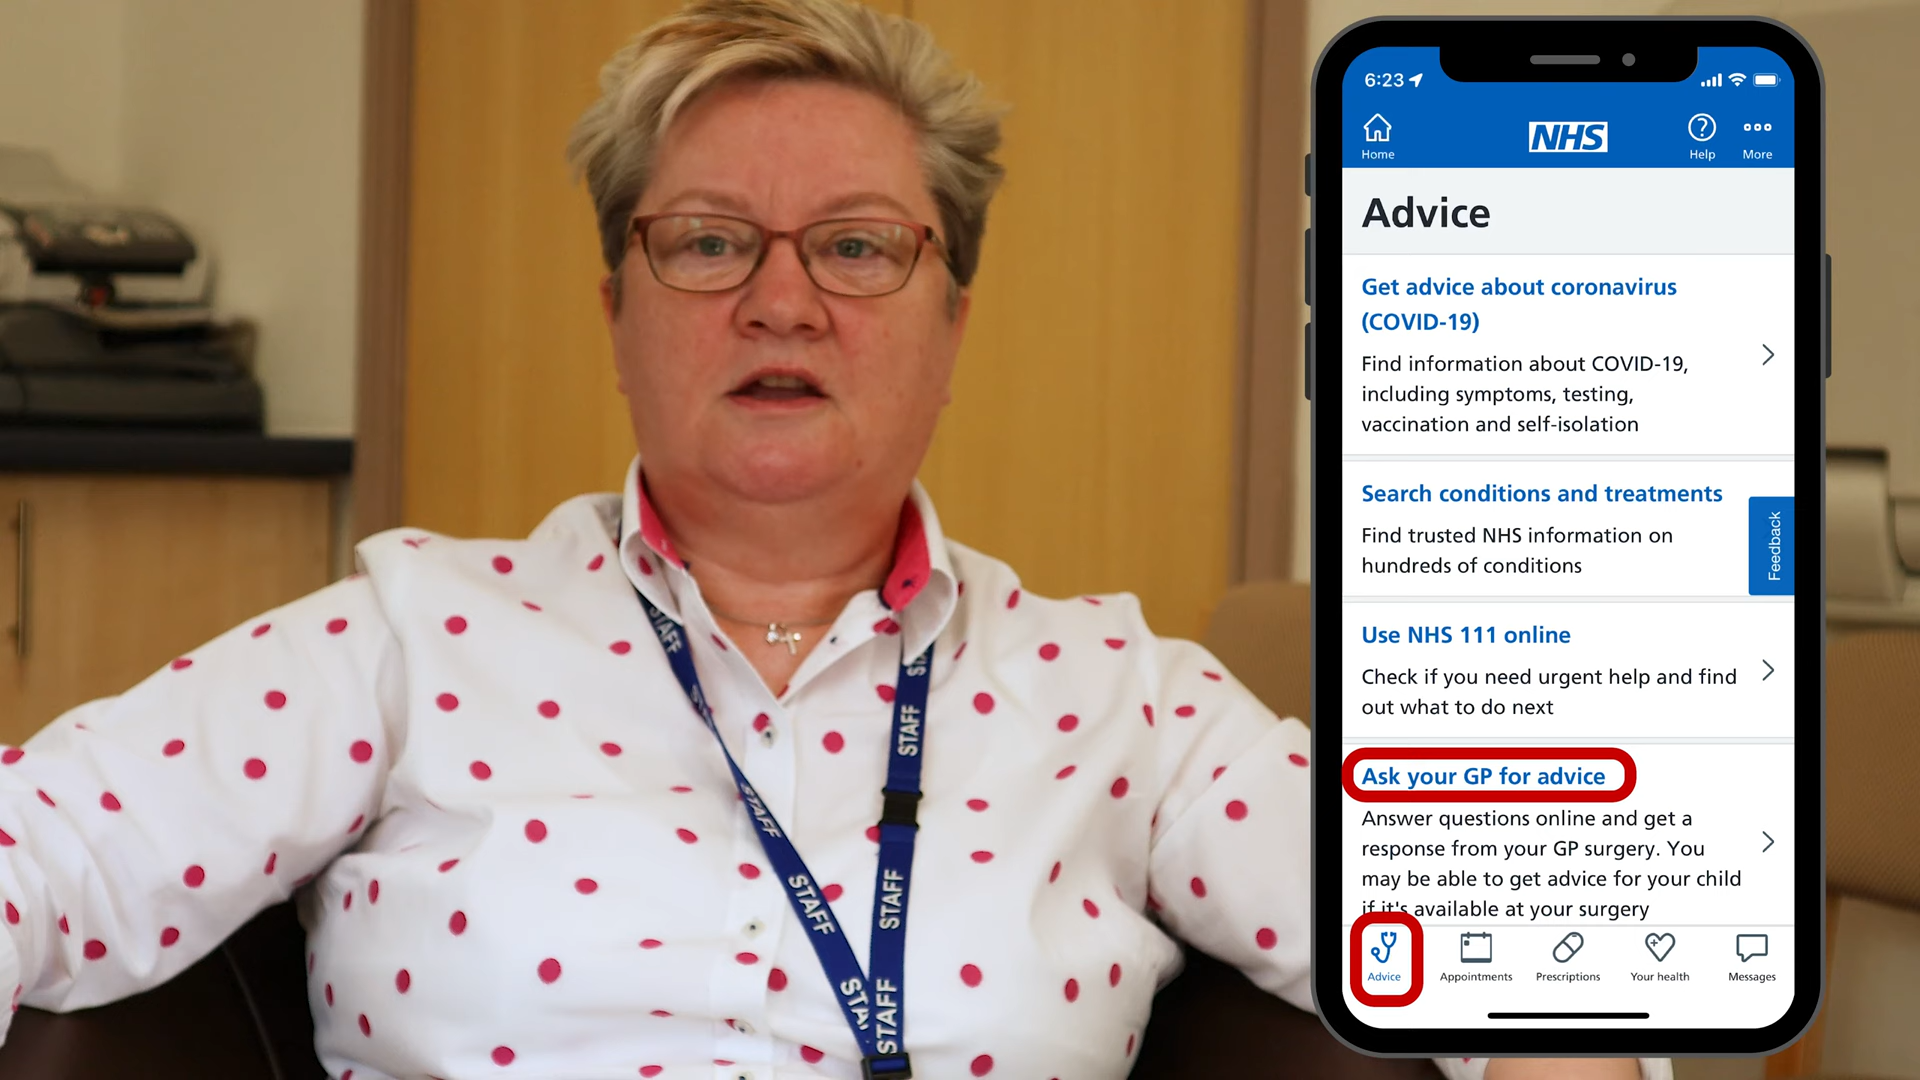 STAFF
STAFF
STAFF
STAFF
STAFF
STAFF
6:23
Home
NHS
Help
More
Advice
Get advice about coronavirus
(COVID-19)
Find information about COVID-19,
including symptoms, testing,
vaccination and self-isolation
Search conditions and treatments
Find trusted NHS information on
hundreds of conditions
Feedback
Use NHS 111 online
Check if you need urgent help and find
out what to do next
Ask your GP for advice
Answer questions online and get a
response from your GP surgery. You
may be able to get advice for your child
if it's available at your surgery
Advice
Appointments
Prescriptions
Your health
Messages